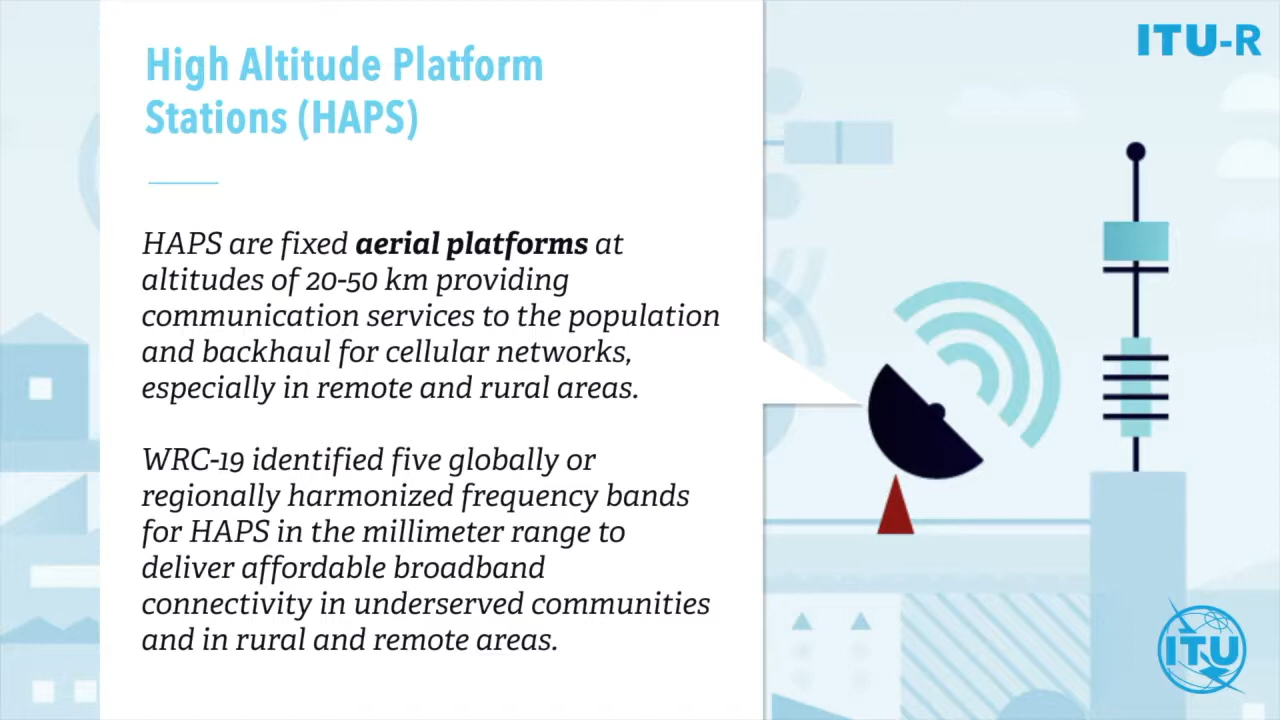 ITU-R
High Altitude Platform
Stations (HAPS)
HAPS are fixed aerial platforms at
altitudes of 20-50 km providing
communication services to the population
and backhaul for cellular networks,
especially in remote and rural areas.
WRC-19 identified five globally or
regionally harmonized frequency bands
for HAPS in the millimeter range to
deliver affordable broadband
connectivity in underserved communities
and in rural and remote areas.
ITU